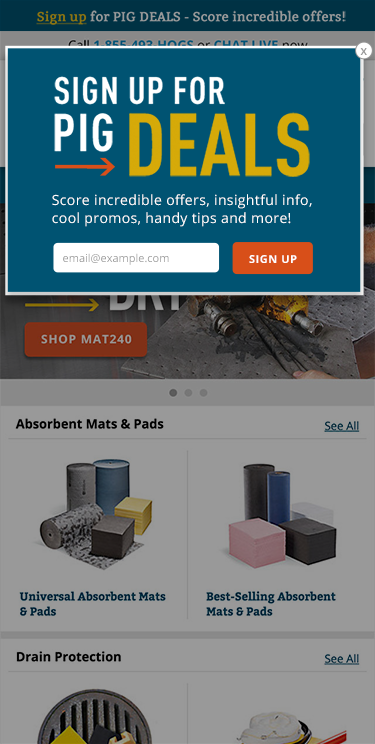 Sign up for PIG DEALS - Score incredible offers!
Call 1-855-493-HOGS or CHAT LIVE now
X
SIGN UP FOR
PIG DEALS
Score incredible offers, insightful info,
cool promos, handy tips and more!
email@example.com
SIGN UP
DRY
SHOP MAT240
Absorbent Mats & Pads
See All
Universal Absorbent Mats
& Pads
Best-Selling Absorbent
Mats & Pads
Drain Protection
See All